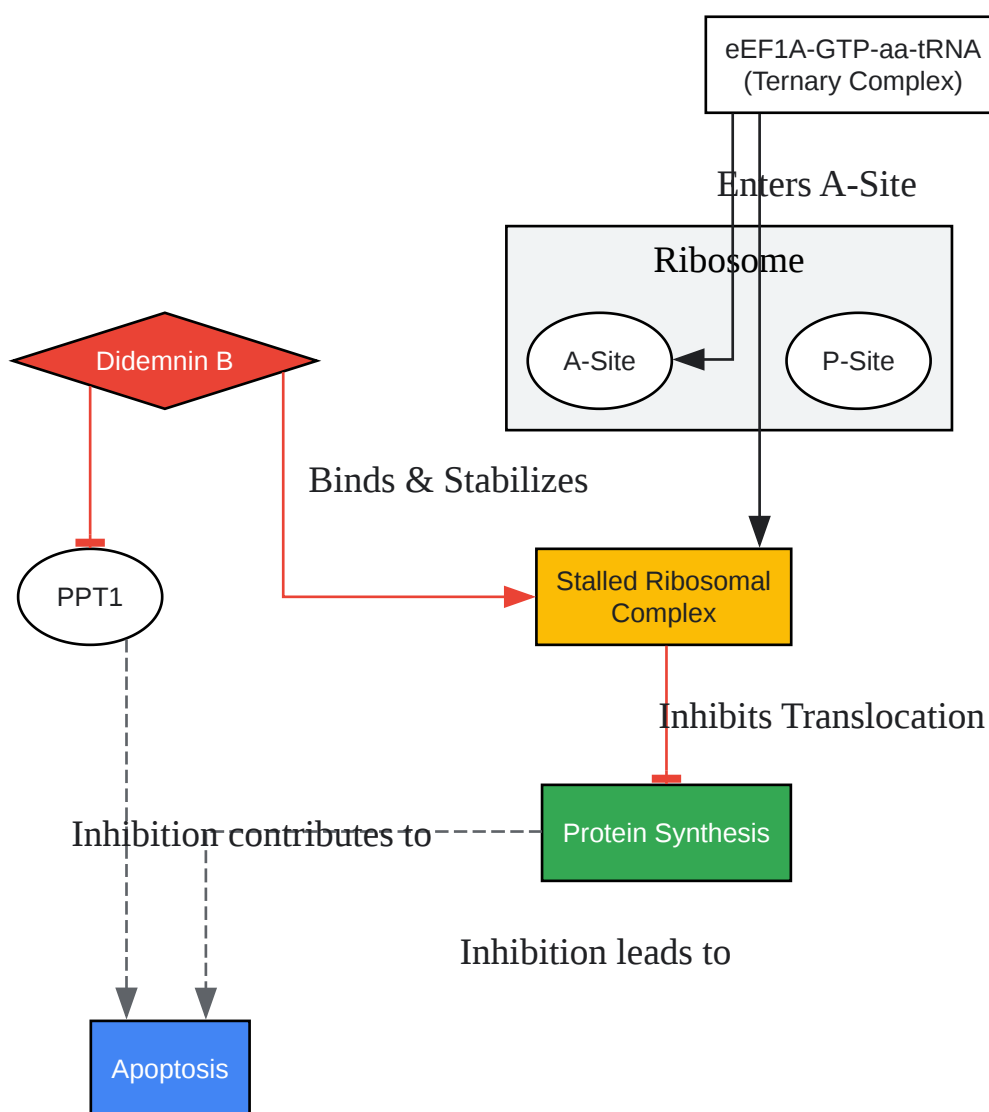 eEF1A-GTP-aa-tRNA
(Ternary Complex)
Enters A-Site
Ribosome
A-Site
P-Site
Didemnin B
Binds & Stabilizes
PPT1
Stalled Ribosomal
Complex
Inhibits Translocation
Inhibition contributes to
Protein Synthesis
Inhibition leads to
Apoptosis